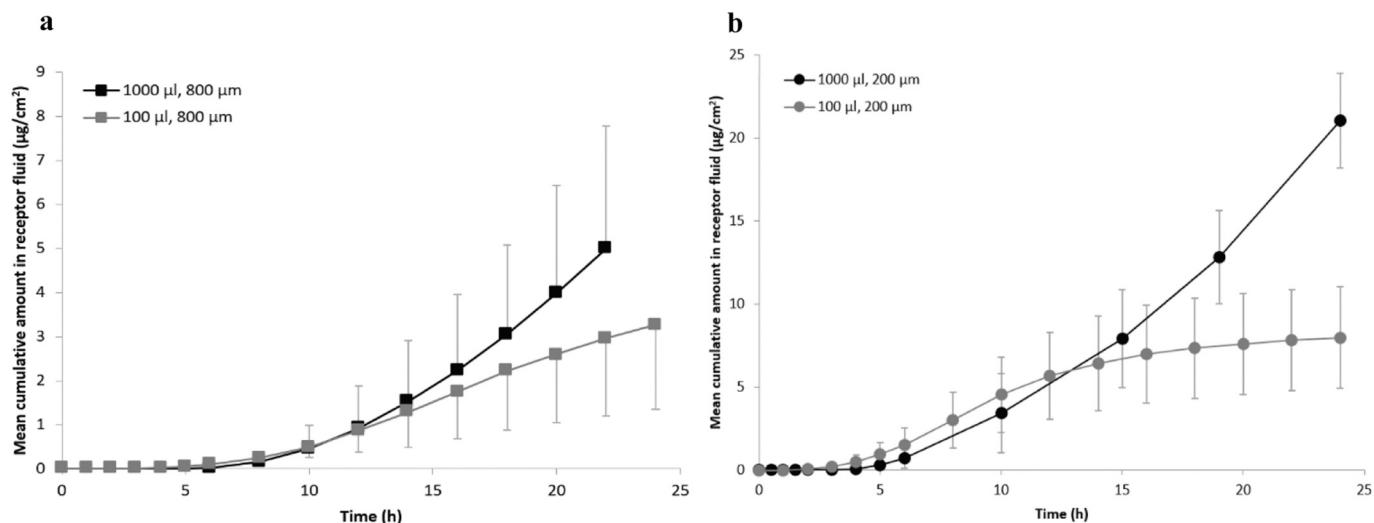 a
Mean cumulative amount in receptor fluid (µg/cm²)
9
8
7
6
5
4
3
2
1
0
1000 µl, 800 µm
100 µl, 800 µm
0 5 10 15 20 25
Time (h)
b
Mean cumulative amount in receptor fluid (µg/cm²)
25
20
15
10
5
0
1000 µl, 200 µm
100 µl, 200 µm
0 5 10 15 20 25
Time (h)